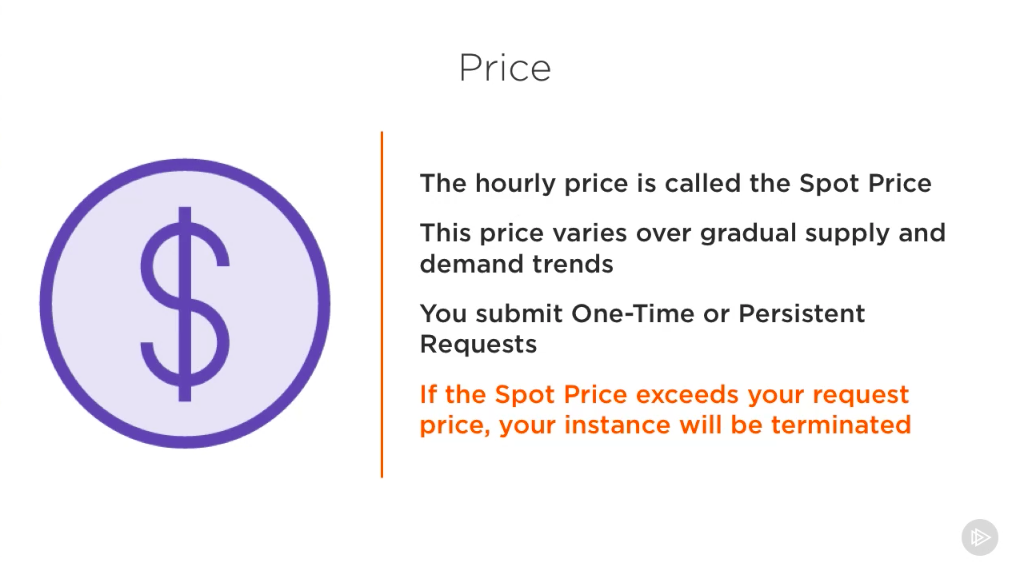 Price
The hourly price is called the Spot Price
This price varies over gradual supply and
demand trends
You submit One-Time or Persistent
Requests
If the Spot Price exceeds your request
price, your instance will be terminated